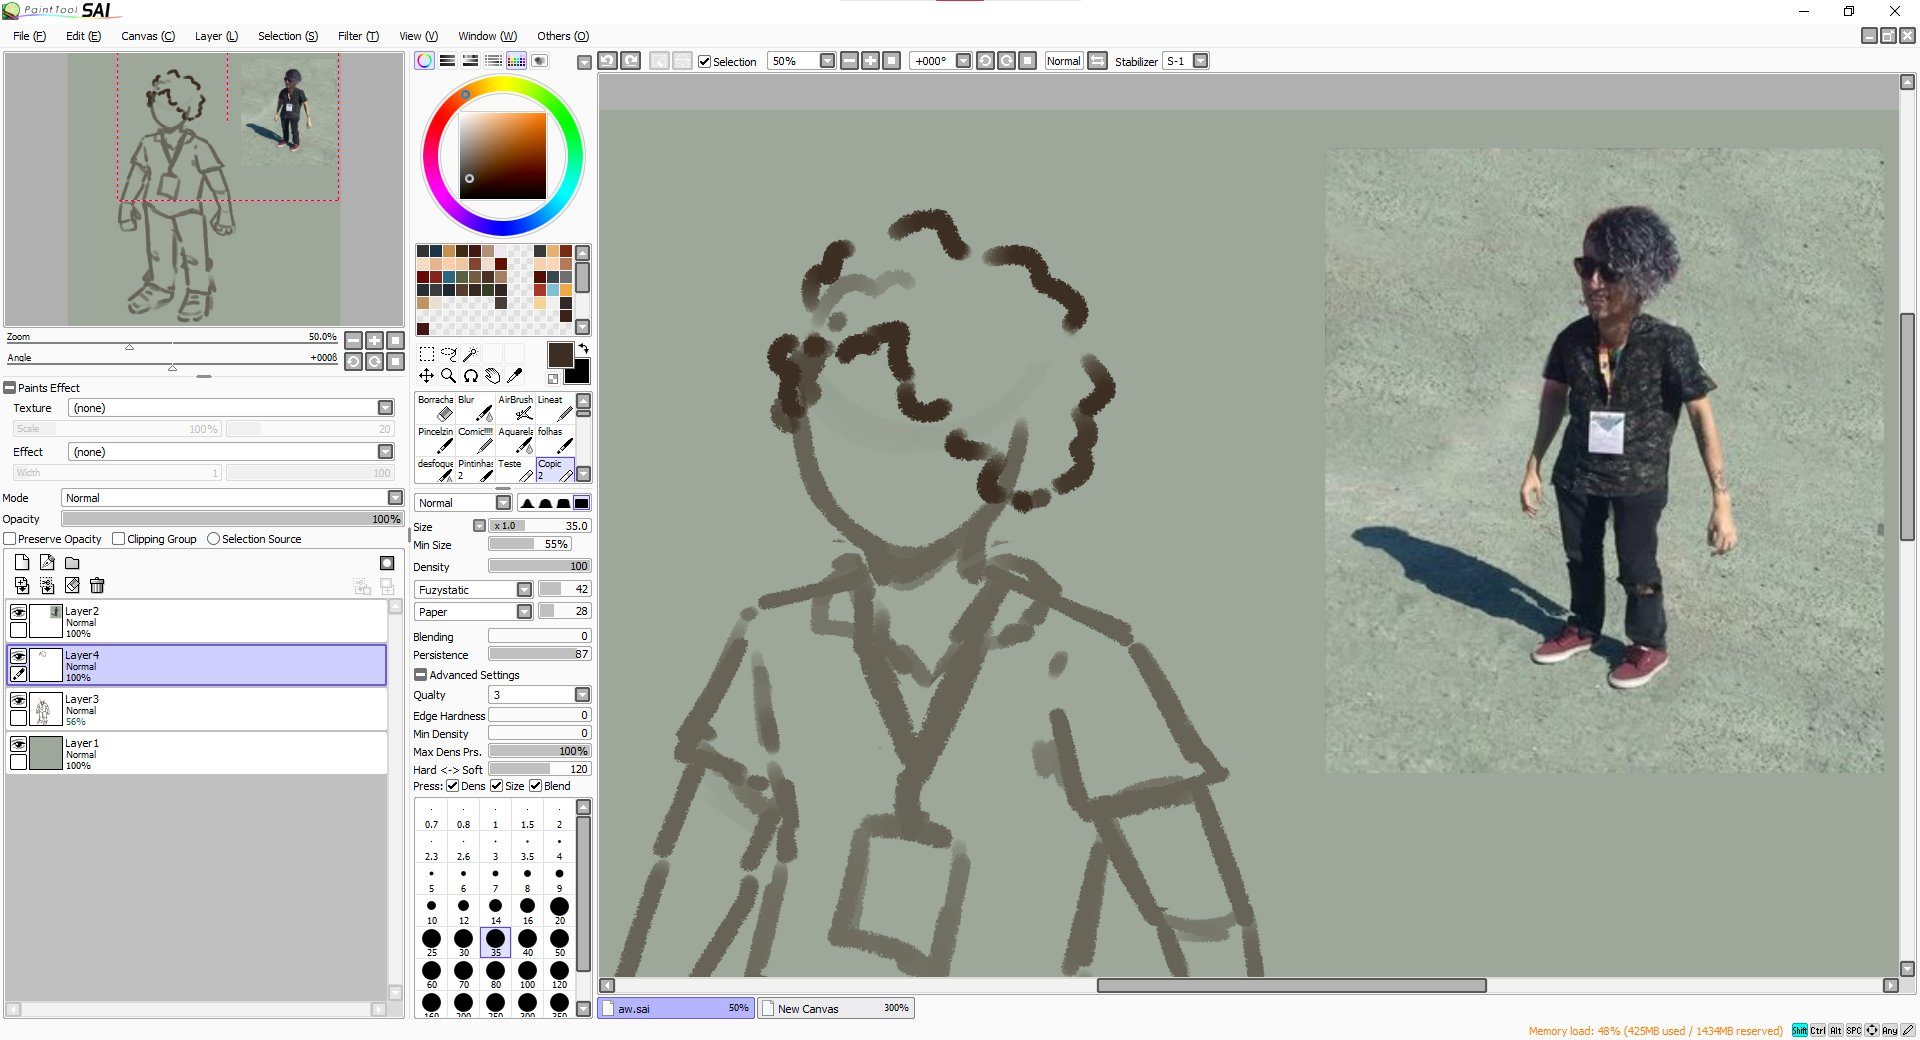 PaintTool SAI
File (F) Edit (E) Canvas (C) Layer (L) Selection (S) Filter (T) View (V) Window (W) Others (O)
Selection 50% +000° Normal Stabilizer S-1
Zoom 50.0%
Angle +000ß
Paints Effect
Texture (none)
Scale 100% 20
Effect (none)
Width 1 100
Mode Normal
Opacity 100%
Preserve Opacity Clipping Group Selection Source
Layer2
Normal
100%
Layer4
Normal
100%
Layer3
Normal
56%
Layer1
Normal
100%
Borracha Blur AirBrush Lineat
Pincelzin Comic!!!! Aquarela folhas
desfoque Pintinhas 2 Teste Copic 2
Normal
Size x 1.0 35.0
Min Size 55%
Density 100
Fuzystatic 42
Paper 28
Blending 0
Persistence 87
Advanced Settings
Qualty 3
Edge Hardness 0
Min Density 0
Max Dens Prs. 100%
Hard <-> Soft 120
Press: Dens Size Blend
0.7 0.8 1 1.5 2
2.3 2.6 3 3.5 4
5 6 7 8 9
10 12 14 16 20
25 30 35 40 50
60 70 80 100 120
160 200 250 300 350
aw.sai 50% New Canvas 300%
Memory load: 48% (425MB used / 1434MB reserved) Shift Ctrl Alt SPC Any